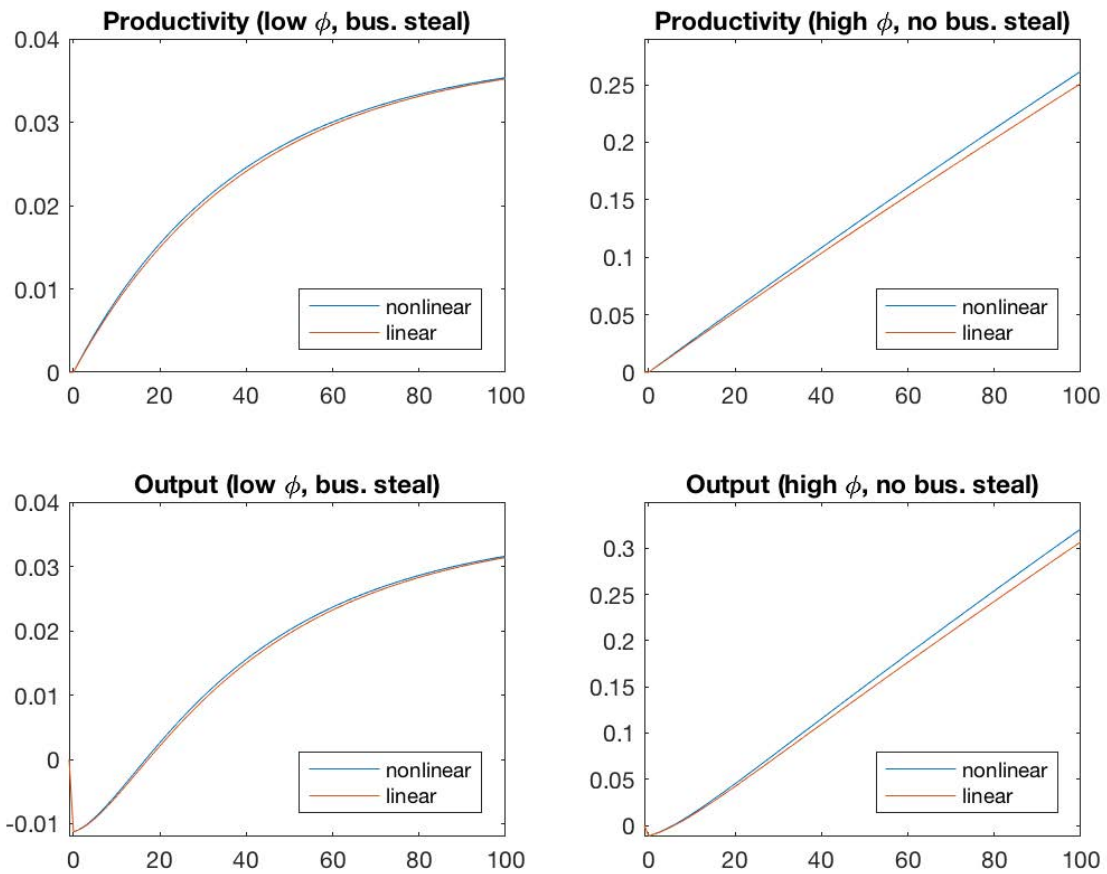 Productivity (low ϕ, bus. steal)
0.04
0.03
0.02
0.01
0
0 20 40 60 80 100
nonlinear
linear
Productivity (high ϕ, no bus. steal)
0.25
0.2
0.15
0.1
0.05
0
0 20 40 60 80 100
nonlinear
linear
Output (low ϕ, bus. steal)
0.04
0.03
0.02
0.01
0
-0.01
0 20 40 60 80 100
nonlinear
linear
Output (high ϕ, no bus. steal)
0.3
0.25
0.2
0.15
0.1
0.05
0
0 20 40 60 80 100
nonlinear
linear